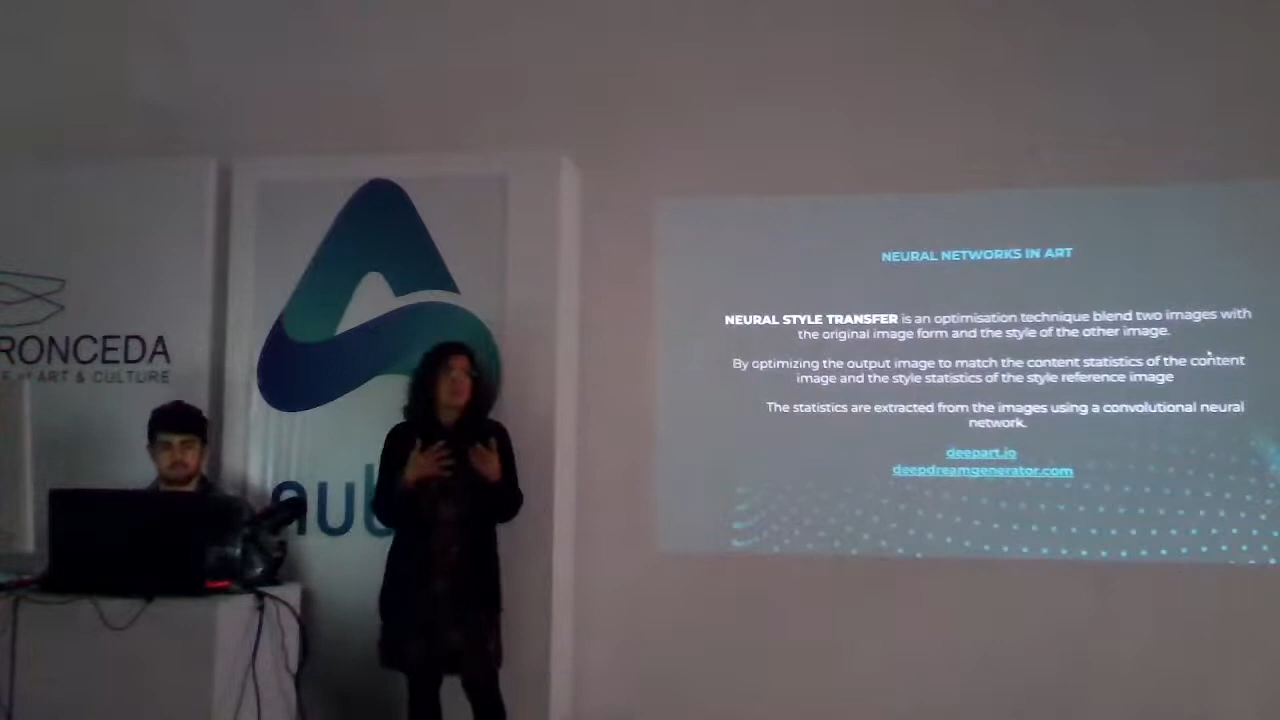 RONCEDA
ART & CULTURE
nub
NEURAL NETWORKS IN ART
NEURAL STYLE TRANSFER is an optimisation technique blend two images with
the original image form and the style of the other image.
By optimizing the output image to match the content statistics of the content
image and the style statistics of the style reference image
The statistics are extracted from the images using a convolutional neural
network.
deepart.io
deepdreamgenerator.com